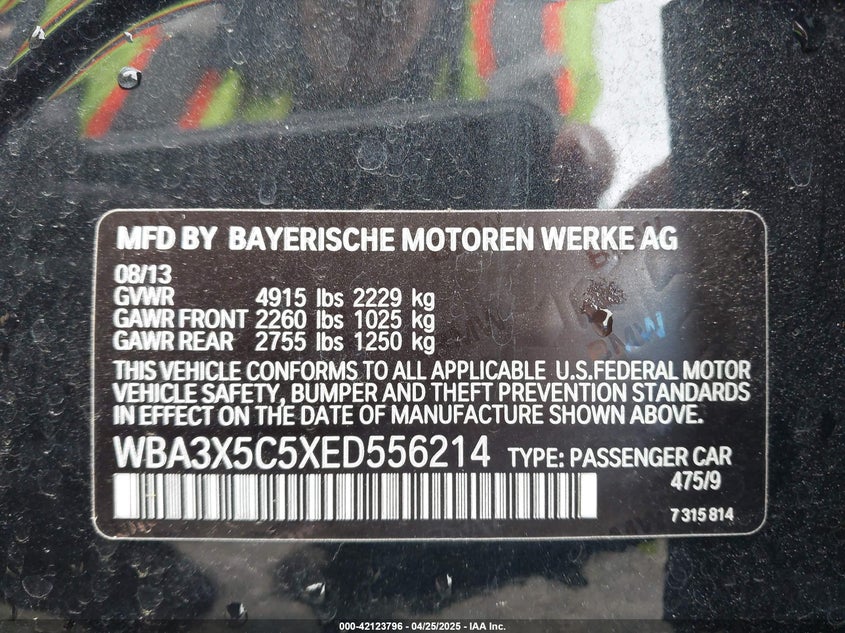 MFD BY BAYERISCHE MOTOREN WERKE AG
08/13
GVWR 4915 lbs 2229 kg
GAWR FRONT 2260 lbs 1025 kg
GAWR REAR 2755 lbs 1250 kg
THIS VEHICLE CONFORMS TO ALL APPLICABLE U.S.FEDERAL MOTOR
VEHICLE SAFETY, BUMPER AND THEFT PREVENTION STANDARDS
IN EFFECT ON THE DATE OF MANUFACTURE SHOWN ABOVE.
WBA3X5C5XED556214 TYPE: PASSENGER CAR
475/9
7 315 814
000-42123796 - 04/25/2025 - IAA Inc.